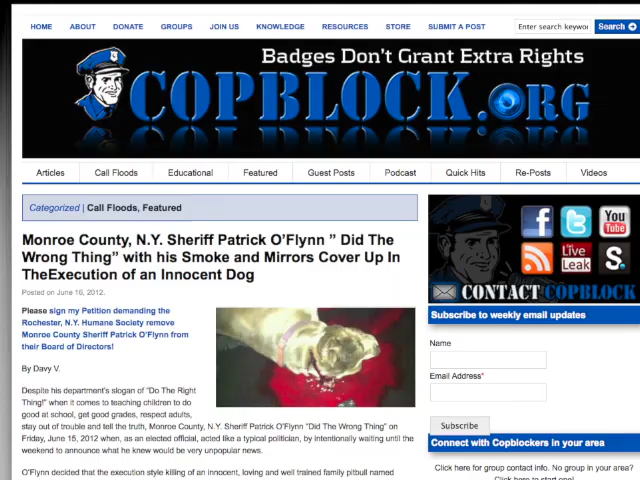 HOME ABOUT DONATE GROUPS JOIN US KNOWLEDGE RESOURCES STORE SUBMIT A POST Enter search keywor Search
Badges Don't Grant Extra Rights
COPBLOCK.ORG
Articles Call Floods Educational Featured Guest Posts Podcast Quick Hits Re-Posts Videos
Categorized | Call Floods, Featured
Monroe County, N.Y. Sheriff Patrick O'Flynn " Did The
Wrong Thing" with his Smoke and Mirrors Cover Up In
TheExecution of an Innocent Dog
Posted on June 16, 2012.
Please sign my Petition demanding the
Rochester, N.Y. Humane Society remove
Monroe County Sheriff Patrick O'Flynn from
their Board of Directors!
By Davy V.
Despite his department's slogan of "Do The Right
Thing!" when it comes to teaching children to do
good at school, get good grades, respect adults,
stay out of trouble and tell the truth, Monroe County, N.Y. Sheriff Patrick O'Flynn "Did The Wrong Thing" on
Friday, June 15, 2012 when, as an elected official, acted like a typical politician, by intentionally waiting until the
weekend to announce what he knew would be very unpopular news.
O'Flynn decided that the execution style killing of an innocent, loving and well trained family pitbull named
f t You Tube
Live Leak S.
CONTACT COPBLOCK
Subscribe to weekly email updates
Name
Email Address*
Subscribe
Connect with Copblockers in your area
Click here for group contact info. No group in your area?
Click here to start one!